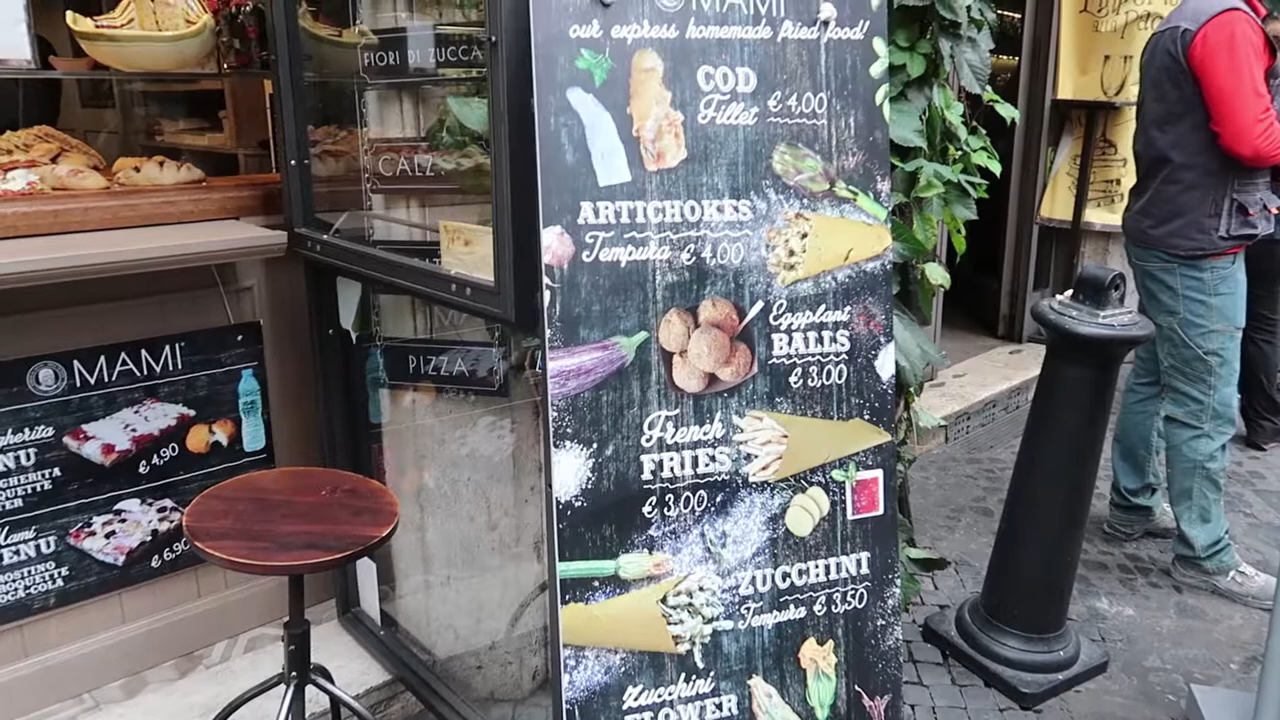 MAMI
our express homemade fried food!
COD
Fillet € 4,00
ARTICHOKES
Tempura € 4,00
Eggplant
BALLS
€ 3,00
French
FRIES
€ 3,00
ZUCCHINI
Tempura € 3,50
Zucchini
FLOWER
FIORI DI ZUCCA
CALZ
PIZZA
MAMI
€ 4,90
Mami
€ 6,90